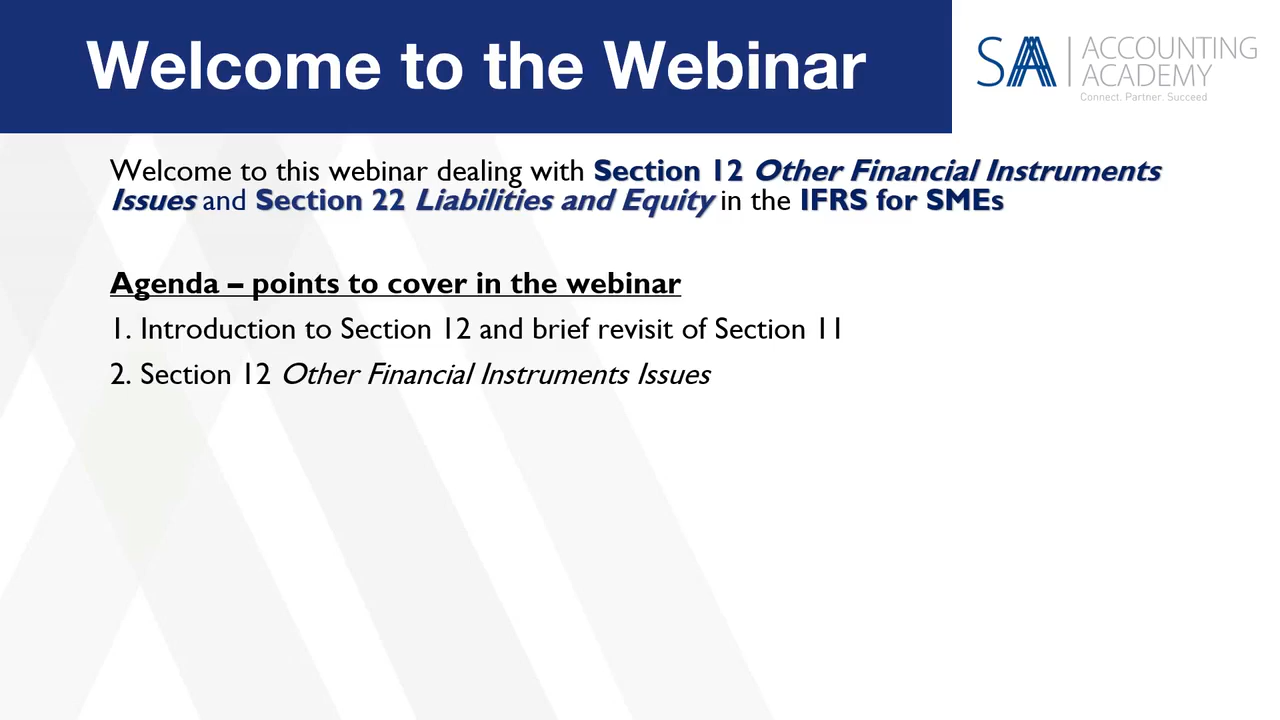 Welcome to the Webinar
SAA ACCOUNTING
ACADEMY
Connect. Partner. Succeed
Welcome to this webinar dealing with Section 12 Other Financial Instruments
Issues and Section 22 Liabilities and Equity in the IFRS for SMEs
Agenda – points to cover in the webinar
1. Introduction to Section 12 and brief revisit of Section 11
2. Section 12 Other Financial Instruments Issues